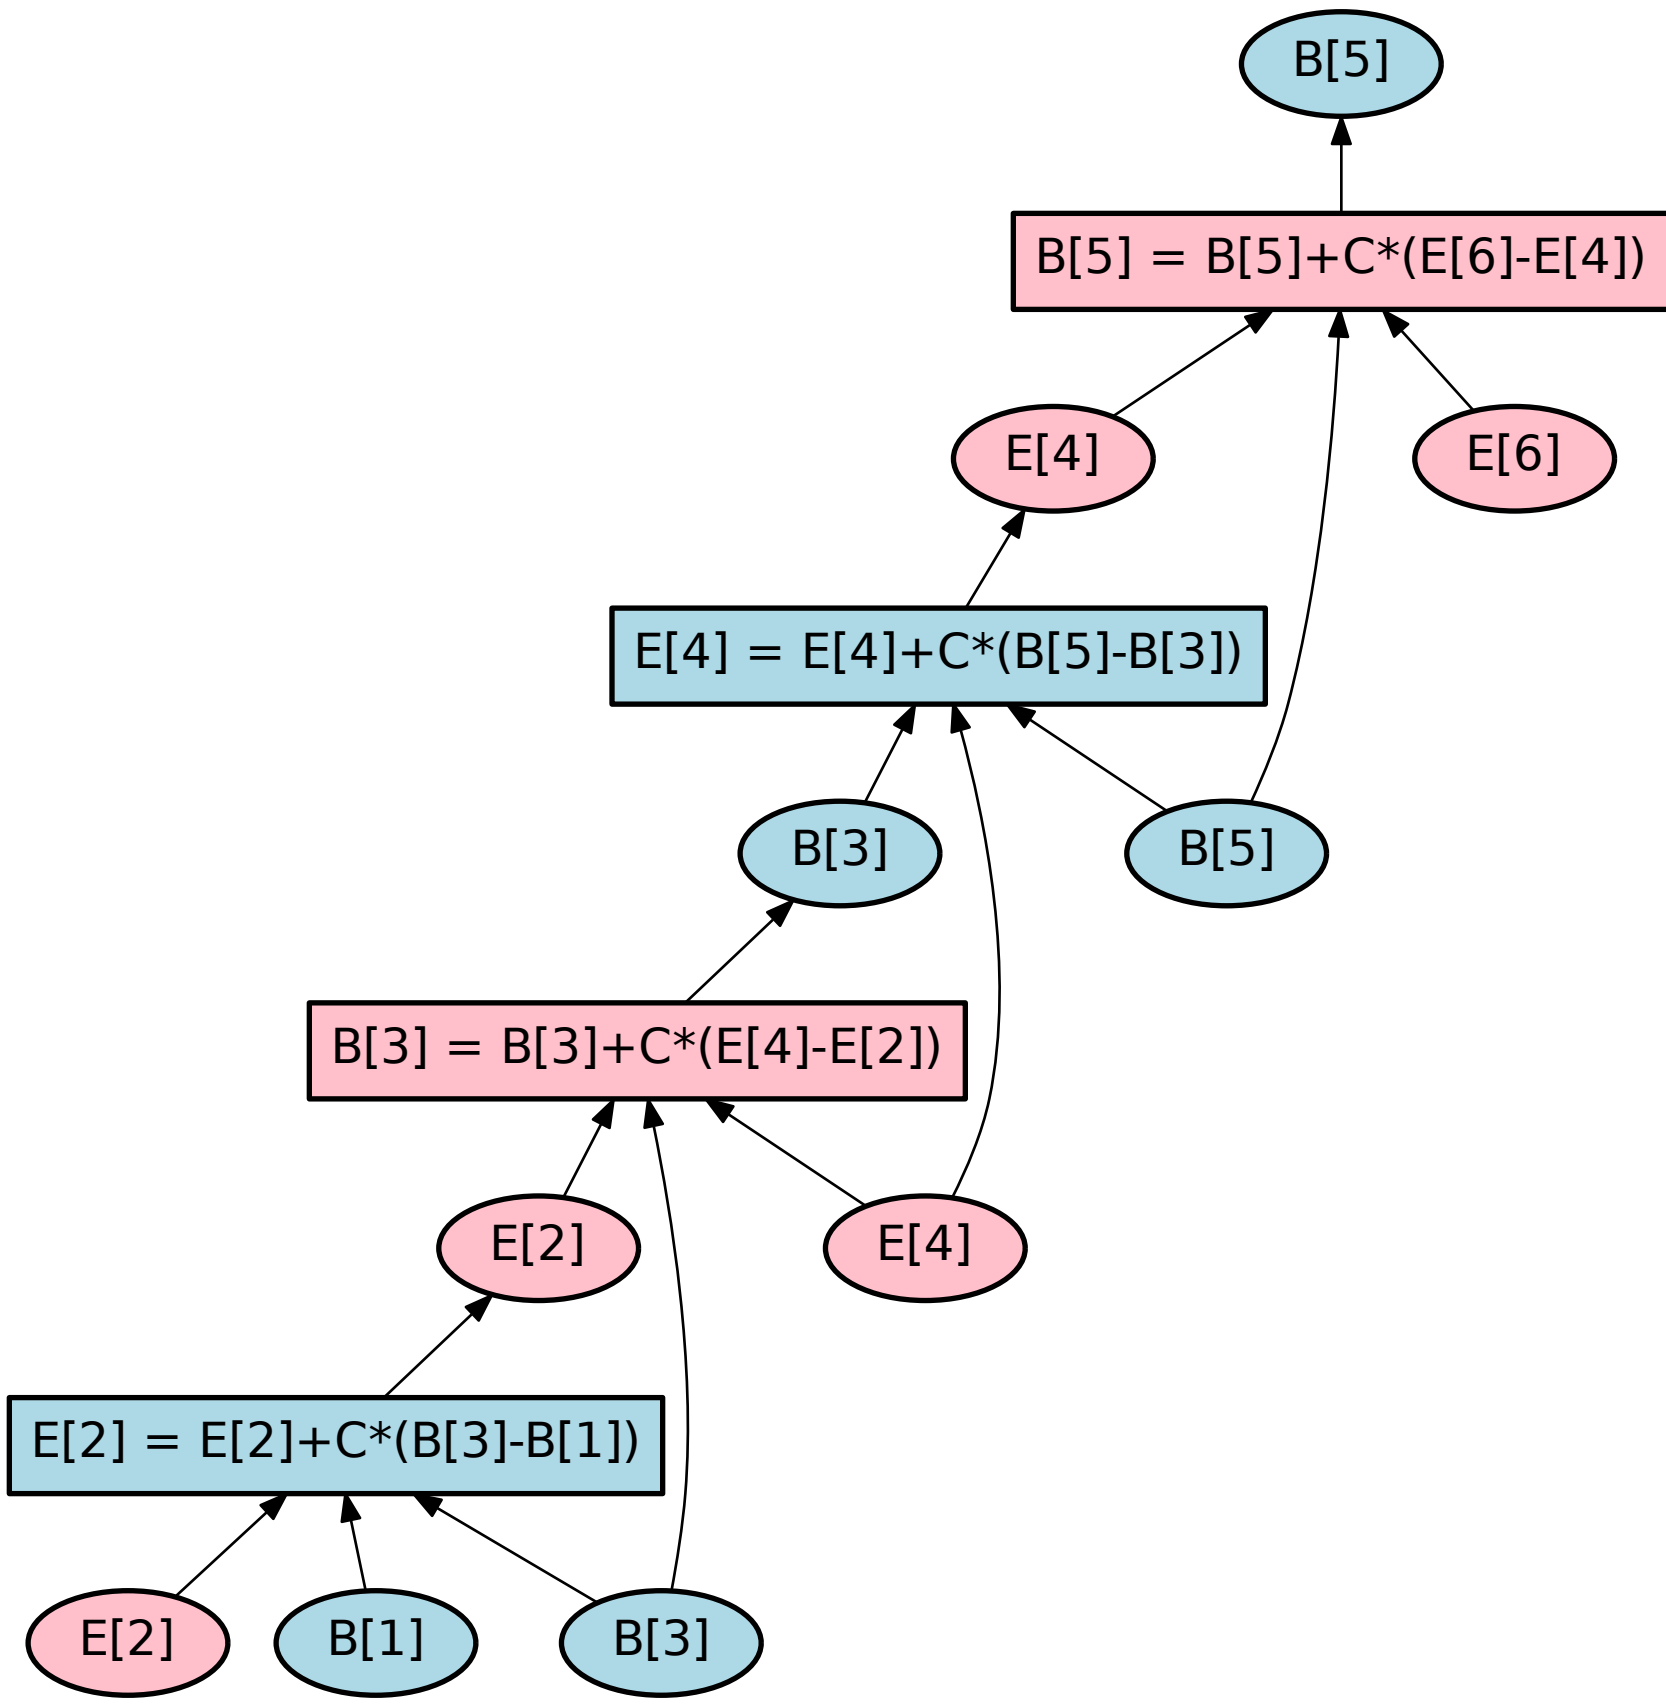 B[5]
B[5] = B[5]+C*(E[6]-E[4])
E[4]
E[6]
E[4] = E[4]+C*(B[5]-B[3])
B[3]
B[5]
B[3] = B[3]+C*(E[4]-E[2])
E[2]
E[4]
E[2] = E[2]+C*(B[3]-B[1])
E[2]
B[1]
B[3]